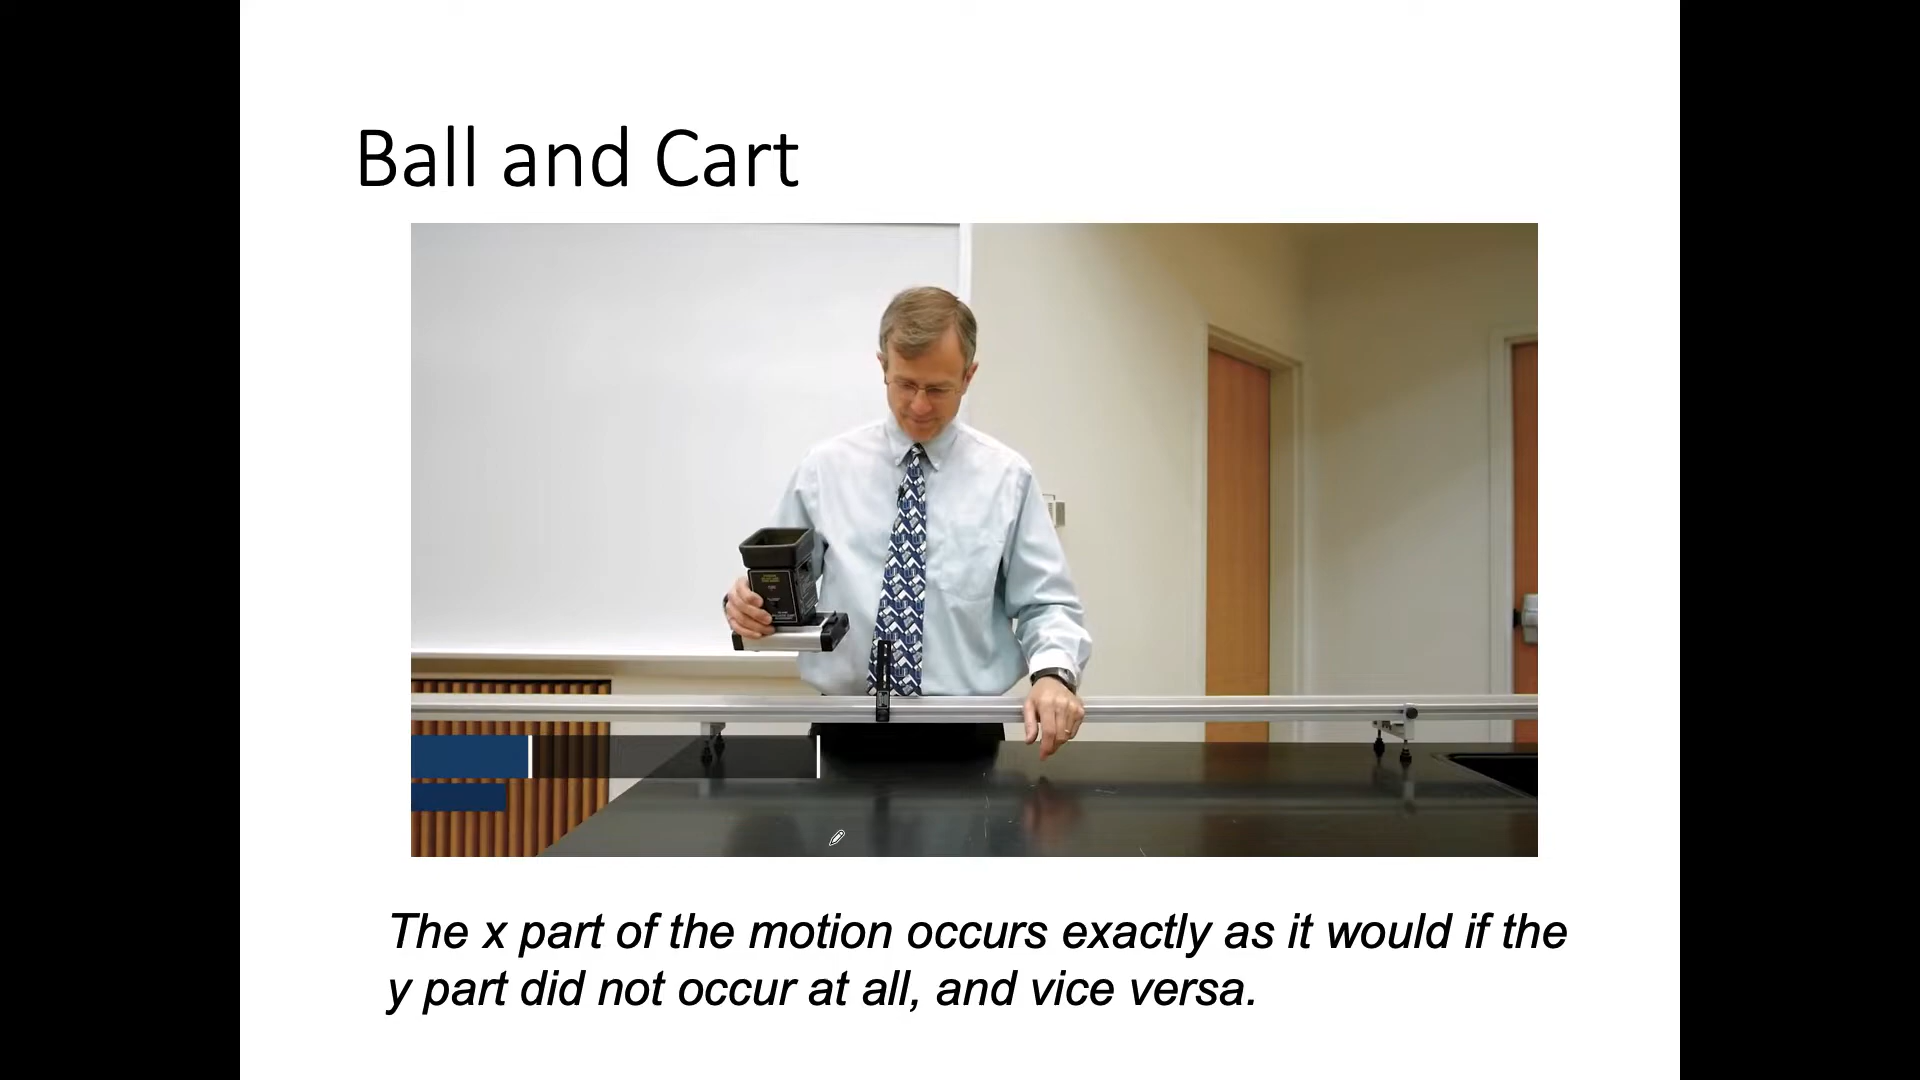 Ball and Cart
The x part of the motion occurs exactly as it would if the
y part did not occur at all, and vice versa.